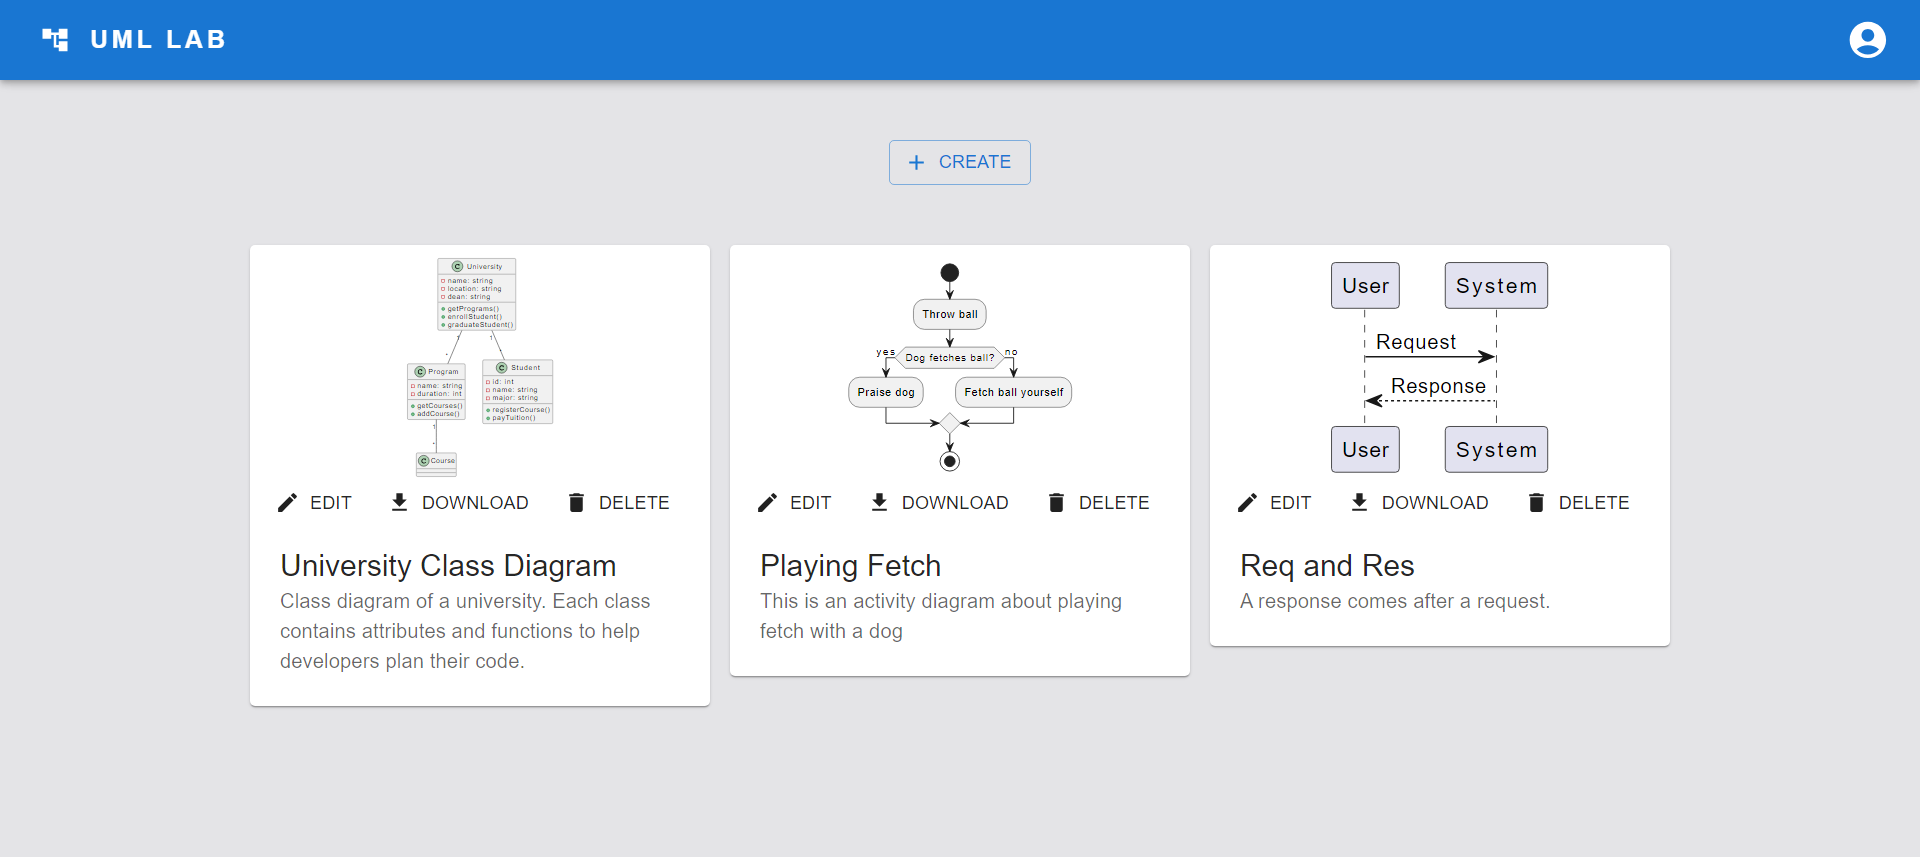 UML LAB
CREATE
C University
name: string
location: string
dean: string
getPrograms()
enrollStudent()
graduateStudent()
1
1
*
*
C Program
name: string
duration: int
getCourses()
addCourse()
C Student
id: int
name: string
major: string
registerCourse()
payTuition()
1
*
C Course
EDIT DOWNLOAD DELETE
University Class Diagram
Class diagram of a university. Each class
contains attributes and functions to help
developers plan their code.
Throw ball
yes Dog fetches ball? no
Praise dog Fetch ball yourself
EDIT DOWNLOAD DELETE
Playing Fetch
This is an activity diagram about playing
fetch with a dog
User System
Request
Response
User System
EDIT DOWNLOAD DELETE
Req and Res
A response comes after a request.